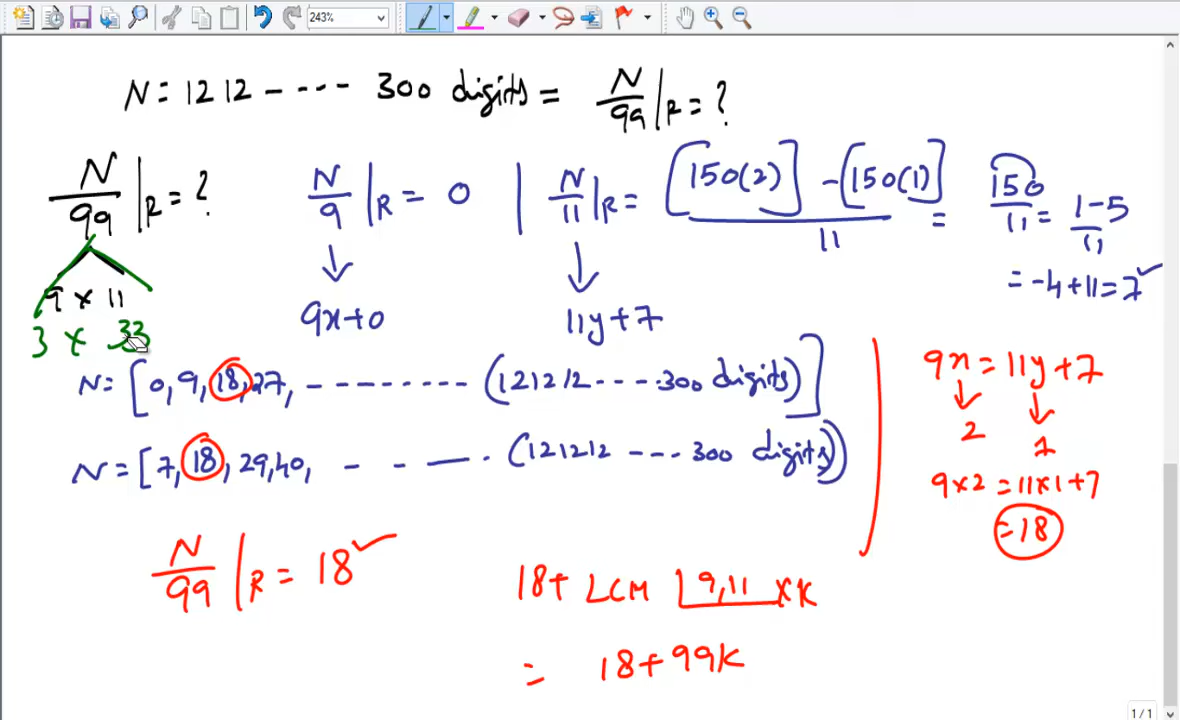 243%
N = 1212 ----- 300 digits = N/99 |R = ?
N/99 |R = ?
9 x 11
3 x 33
N/9 |R = 0 | N/11 |R = [150(2)] - [150(1)] / 11 = 150/11 = 1-5/11
= -4+11=7 ✓
9x+0
11y+7
N= [0, 9, 18, 27, --------- (121212 ---- 300 digits)]
N = [7, 18, 29, 40, - - —. (121212 --- 300 digits)]
9x = 11y + 7
2 1
9x2 = 11x1+7
= 18
N/99 |R = 18 ✓
18+ LCM [9,11 x K
= 18+99K
1/1